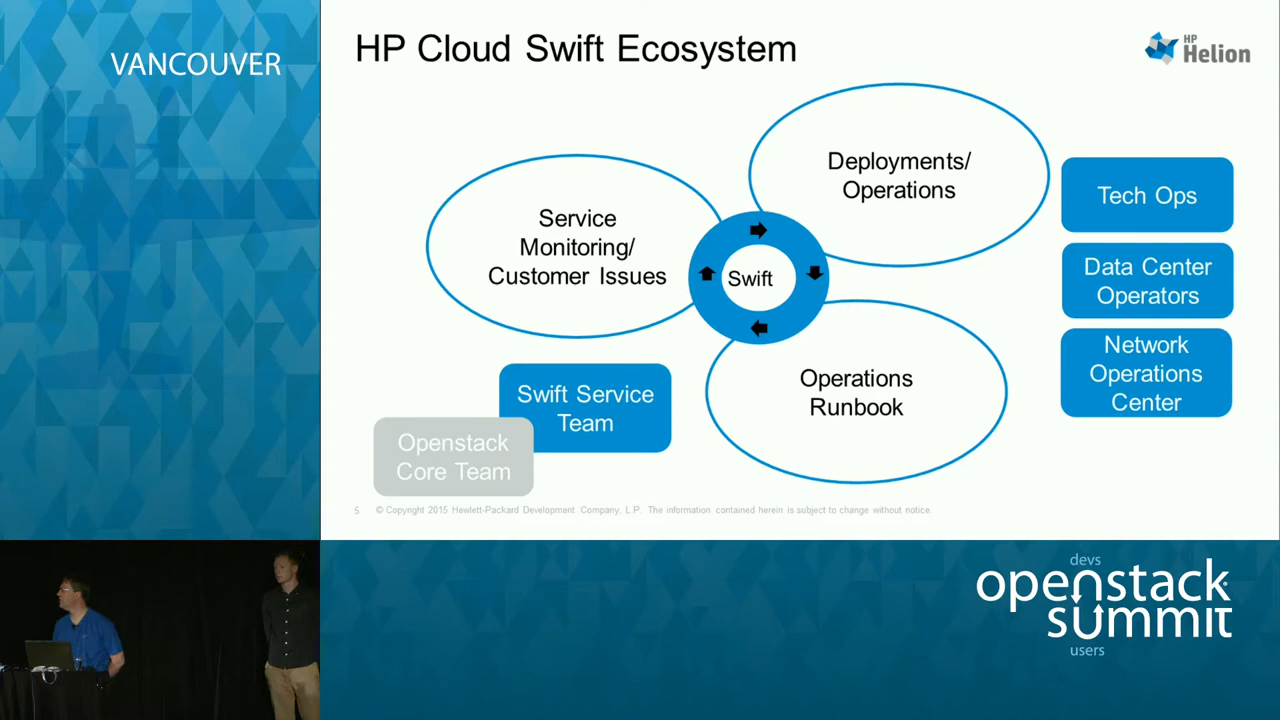 VANCOUVER
HP Cloud Swift Ecosystem
HP
Helion
Deployments/
Operations
Service
Monitoring/
Customer Issues
Swift
Operations
Runbook
Tech Ops
Data Center
Operators
Network
Operations
Center
Swift Service
Team
Openstack
Core Team
5 © Copyright 2015 Hewlett-Packard Development Company, L.P. The information contained herein is subject to change without notice.
devs
openstack
summit
users